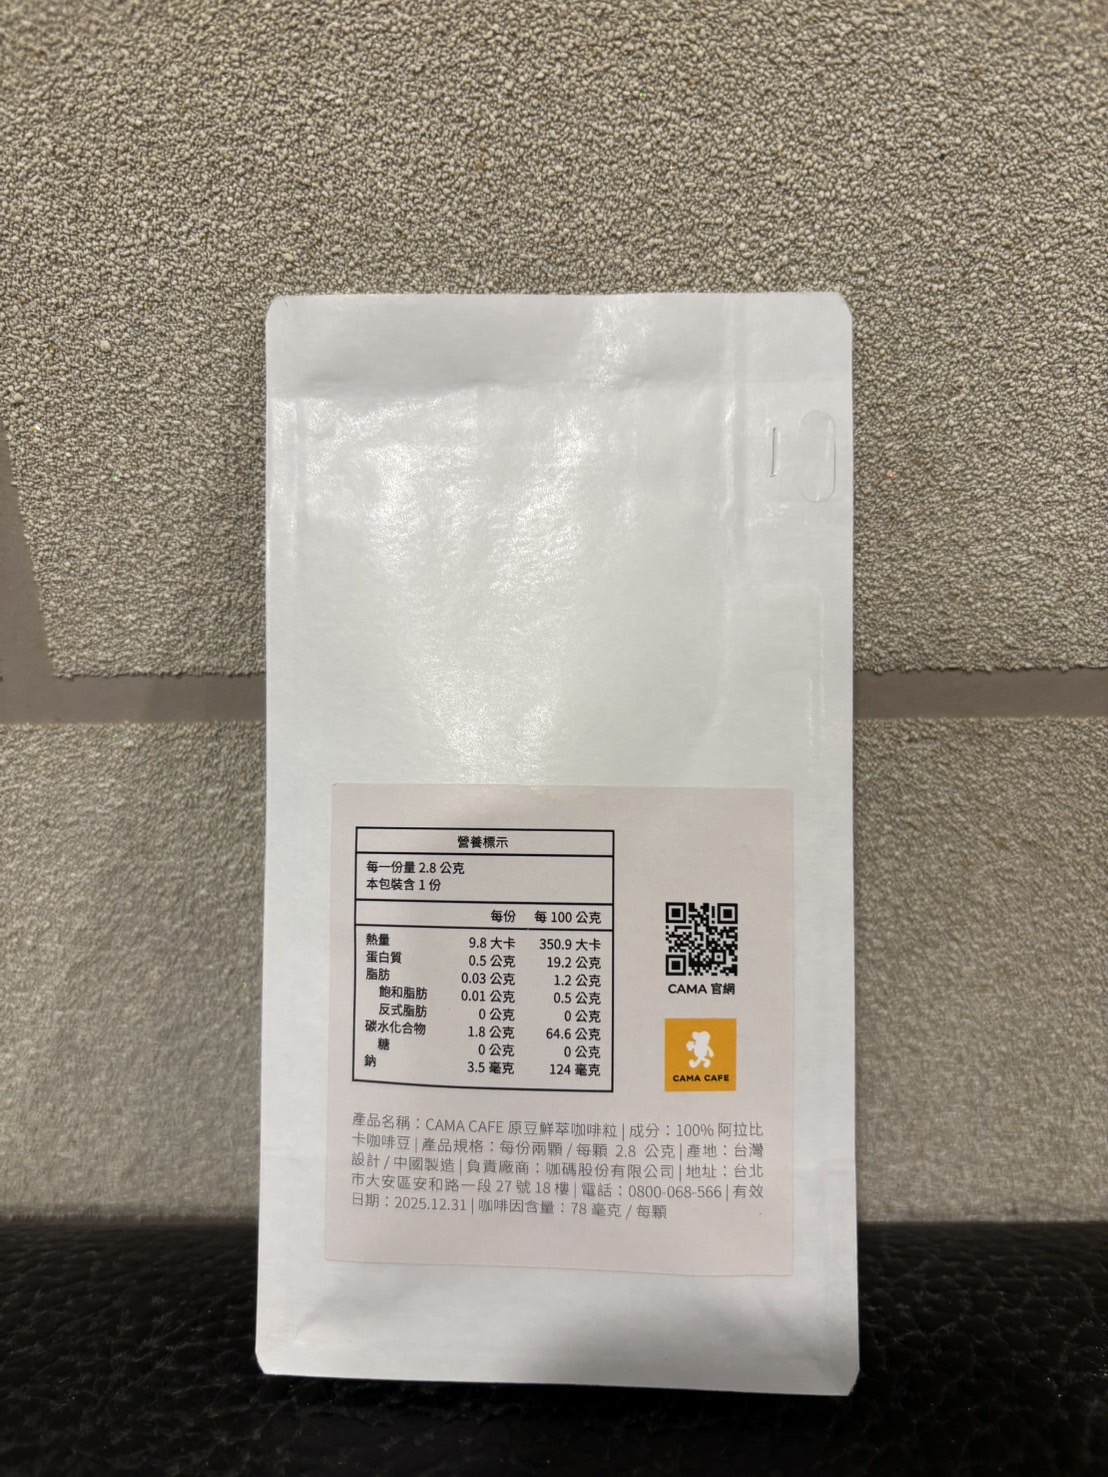 營養標示
每一份量 2.8 公克
本包裝含 1 份
每份 每 100 公克
熱量 9.8 大卡 350.9 大卡
蛋白質 0.5 公克 19.2 公克
脂肪 0.03 公克 1.2 公克
飽和脂肪 0.01 公克 0.5 公克
反式脂肪 0 公克 0 公克
碳水化合物 1.8 公克 64.6 公克
糖 0 公克 0 公克
鈉 3.5 毫克 124 毫克
CAMA 官網
CAMA CAFE
產品名稱：CAMA CAFE 原豆鮮萃咖啡粒 | 成分：100% 阿拉比
卡咖啡豆 | 產品規格：每份兩顆 / 每顆 2.8 公克 | 產地：台灣
設計 / 中國製造 | 負責廠商：咖碼股份有限公司 | 地址：台北
市大安區安和路一段 27 號 18 樓 | 電話：0800-068-566 | 有效
日期：2025.12.31 | 咖啡因含量：78 毫克 / 每顆